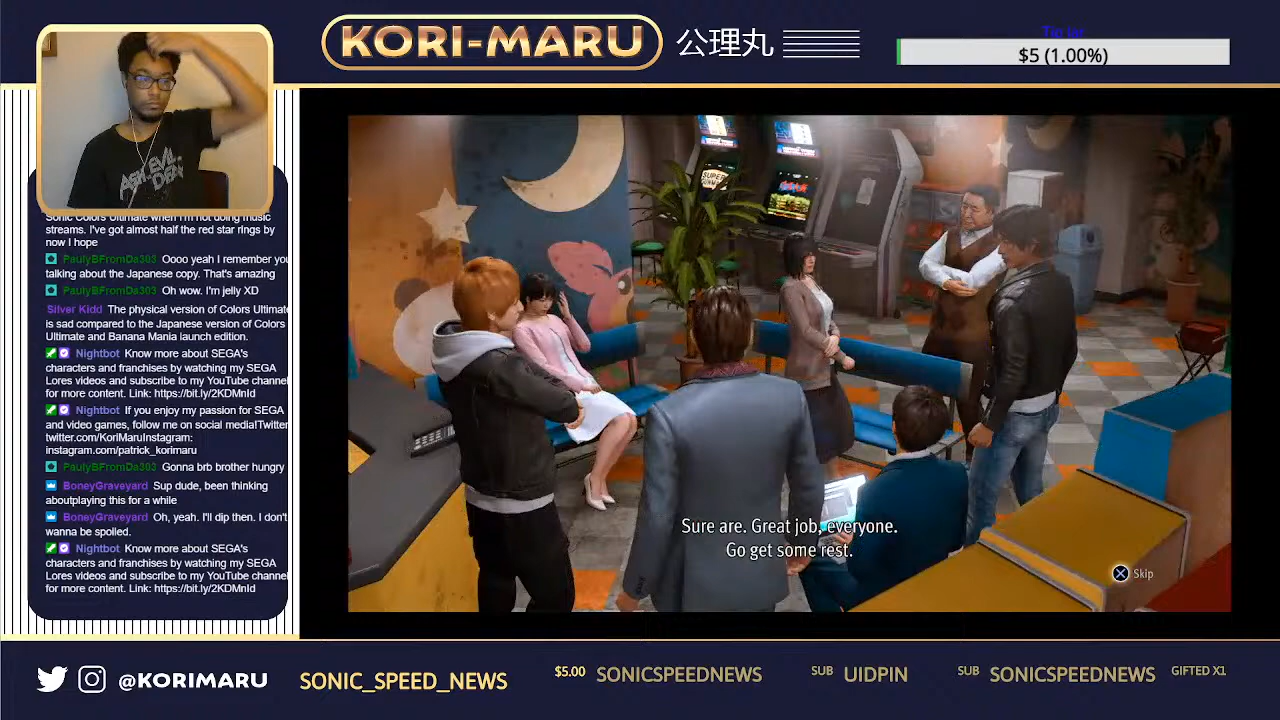 KORI-MARU
公理丸
Tip jar
$5 (1.00%)
Sonic Colors Ultimate when I'm not doing music
streams. I've got almost half the red star rings by
now I hope
PaulyBFromDa303 Oooo yeah I remember you
talking about the Japanese copy. That's amazing
PaulyBFromDa303 Oh wow. I'm jelly XD
Silver Kidd The physical version of Colors Ultimate
is sad compared to the Japanese version of Colors
Ultimate and Banana Mania launch edition.
Nightbot Know more about SEGA's
characters and franchises by watching my SEGA
Lores videos and subscribe to my YouTube channel
for more content. Link: https://bit.ly/2KDMnId
Nightbot If you enjoy my passion for SEGA
and video games, follow me on social media!Twitter:
twitter.com/KoriMaruInstagram:
instagram.com/patrick_korimaru
PaulyBFromDa303 Gonna brb brother hungry
BoneyGraveyard Sup dude, been thinking
aboutplaying this for a while
BoneyGraveyard Oh, yeah. I'll dip then. I don't
wanna be spoiled.
Nightbot Know more about SEGA's
characters and franchises by watching my SEGA
Lores videos and subscribe to my YouTube channel
for more content. Link: https://bit.ly/2KDMnId
Sure are. Great job, everyone.
Go get some rest.
Skip
@KORIMARU
SONIC_SPEED_NEWS
$5.00 SONICSPEEDNEWS
SUB UIDPIN
SUB SONICSPEEDNEWS GIFTED X1